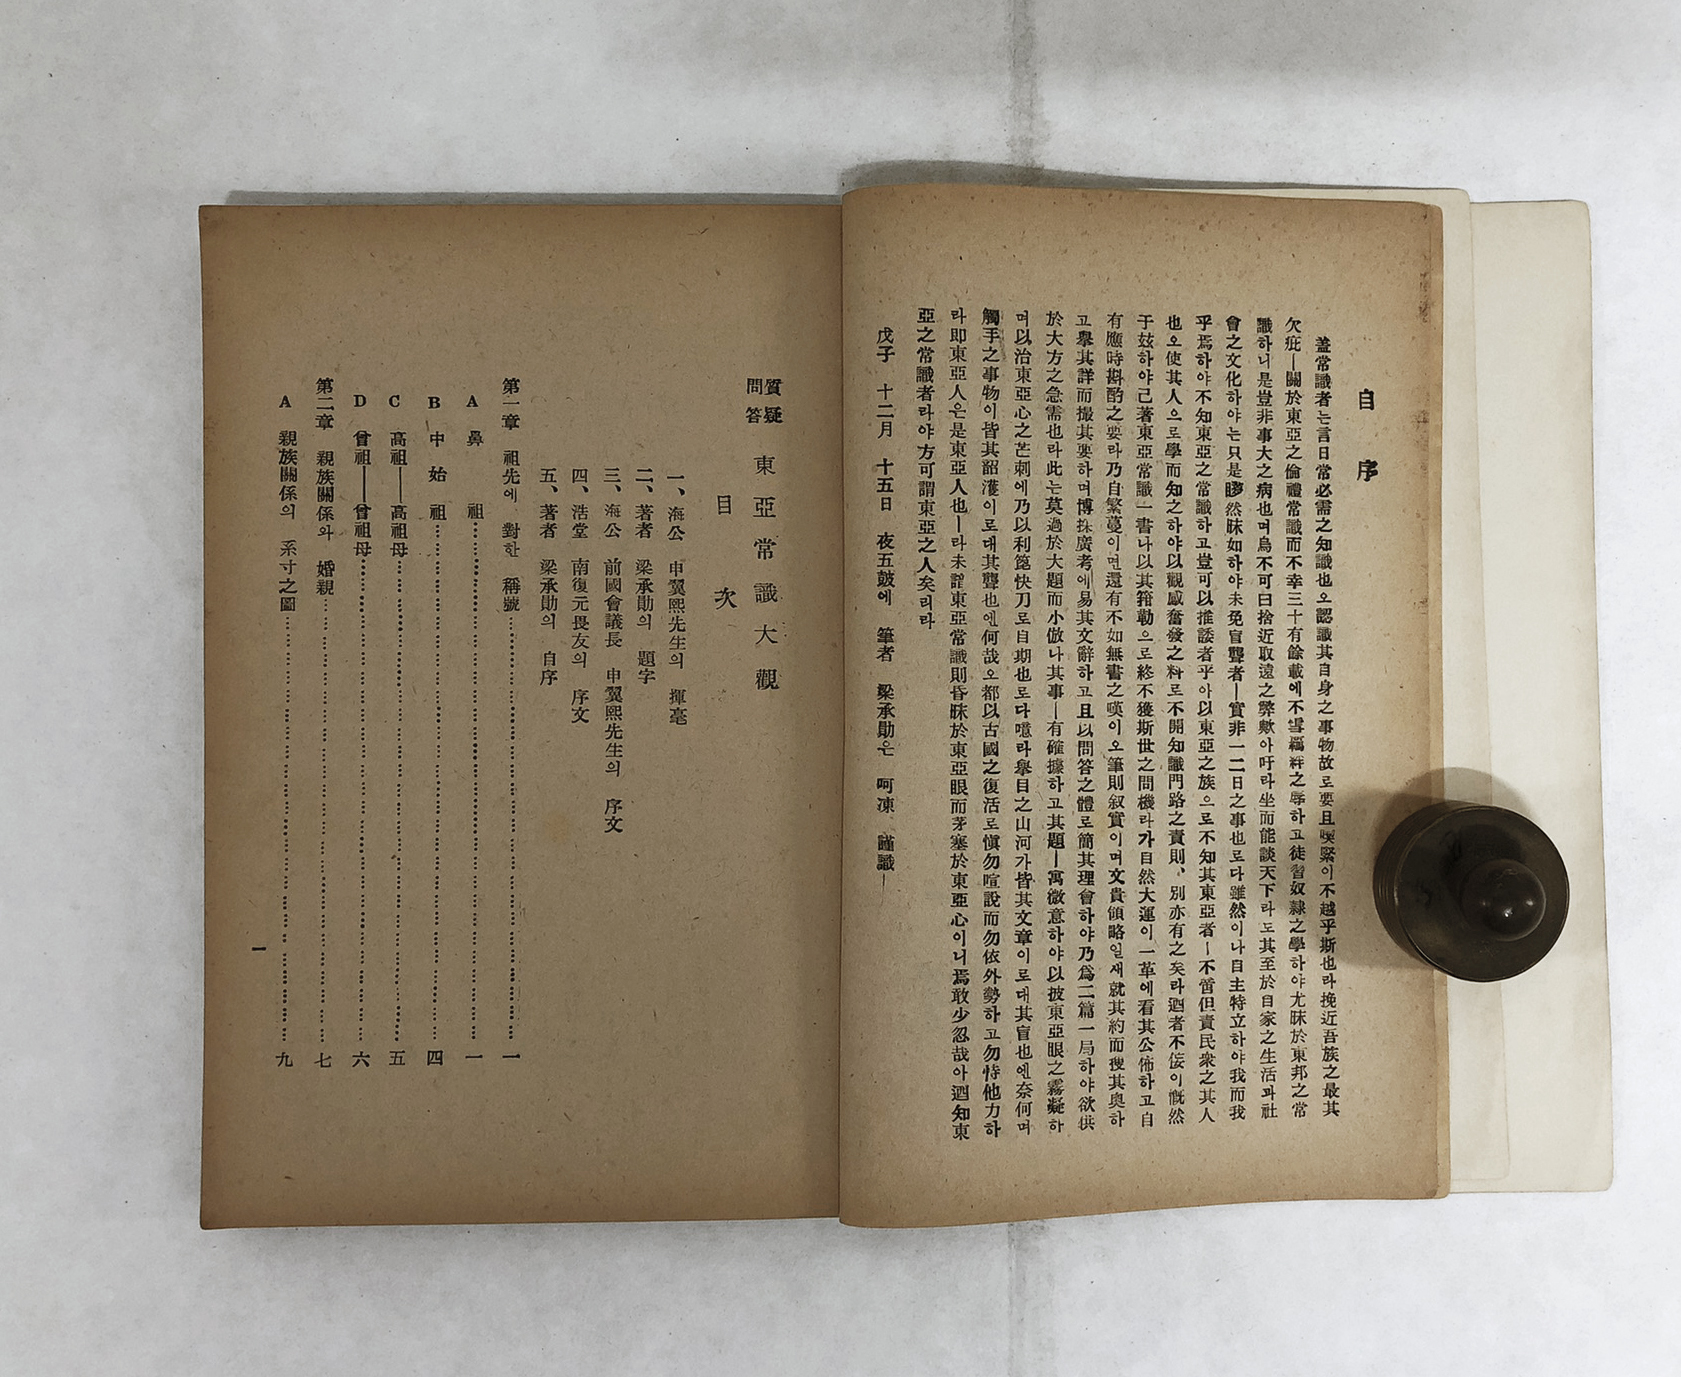 自序
蓋常識者는言日常必需之知識也오認識其自身之事物故로要且喫緊이不越乎斯也라挽近吾族之最其
欠疵ㅣ關於東亞之倫禮常識而不幸三十有餘載에不雪羈絆之辱하고徒習奴隷之學하야尤昧於東邦之常
識하니是豈非事大之病也며烏不可曰捨近取遠之弊歟아吁라坐而能談天下라도其至於自家之生活과社
會之文化하야는只是矇然昧如하야未免盲聾者ㅣ實非一二日之事也로다雖然이나自主特立하야我而我
乎焉하야不知東亞之常識하고豈可以推諉者乎아以東亞之族으로不知其東亞者ㅣ不啻但責民衆之其人
也오使其人으로學而知之하야以觀感奮發之料로不開知識門路之責則、別亦有之矣라迺者不佞이慨然
于玆하야己著東亞常識一書나以其箝勒으로終不獲斯世之問機라가自然大運이一革에看其公佈하고自
有應時斟酌之要라乃自繁蔓이면還有不如無書之嘆이오筆則叙實이며文貴領略일새就其約而搜其奥하
고擧其詳而撮其要하며博採廣考에易其文辭하고且以問答之體로簡其理會하야乃爲二篇一局하야欲供
於大方之急需也라此는莫過於大題而小倣나其事ㅣ有確據하고其題ㅣ寓微意하야以披東亞眼之霧凝하
며以治東亞心之芒刺에乃以利箆快刀로自期也로다噫라擧目之山河가皆其文章이로대其盲也엔奈何며
觸手之事物이皆其韶濩이로대其聾也엔何哉오都以古國之復活로愼勿喧說而勿依外勢하고勿恃他力하
라即東亞人은是東亞人也ㅣ라未諳東亞常識則昏昧於東亞眼而茅塞於東亞心이니焉敢少忽哉아迺知東
亞之常識者라야方可謂東亞之人矣리라
戊子 十二月 十五日 夜五鼓에 筆者 梁承勛은 呵凍、謹識ㅣ
質疑
問答 東亞常識大觀
目次
一、海公 申翼熙先生의 揮毫
二、著者 梁承勛의 題字
三、海公 前國會議長 申翼熙先生의 序文
四、浩堂 南復元畏友의 序文
五、著者 梁承勛의 自序
第一章 祖先에 對한 稱號……一
A 鼻祖……一
B 中始祖……四
C 高祖――高祖母……五
D 曾祖――曾祖母……六
第二章 親族關係와 婚親……七
A 親族關係의 系寸之圖……九
一